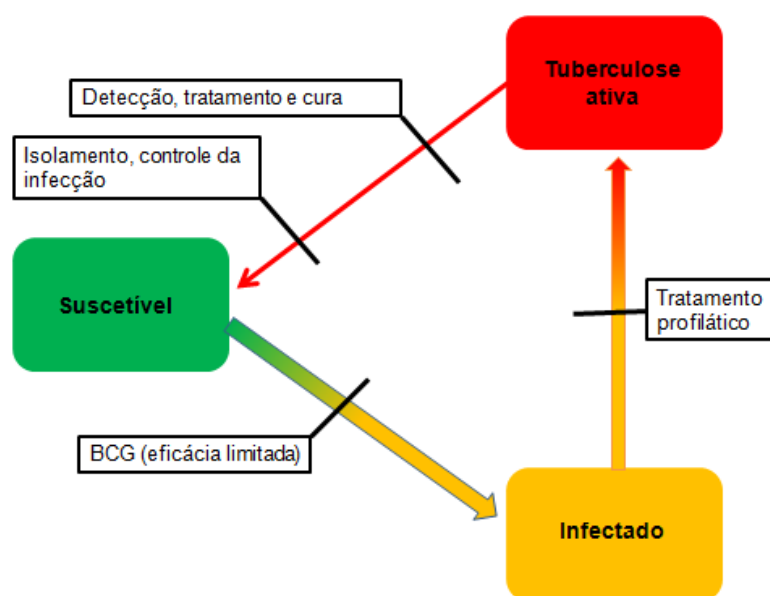 Tuberculose
ativa
Detecção, tratamento e cura
Isolamento, controle da
infecção
Suscetível
Tratamento
profilático
BCG (eficácia limitada)
Infectado